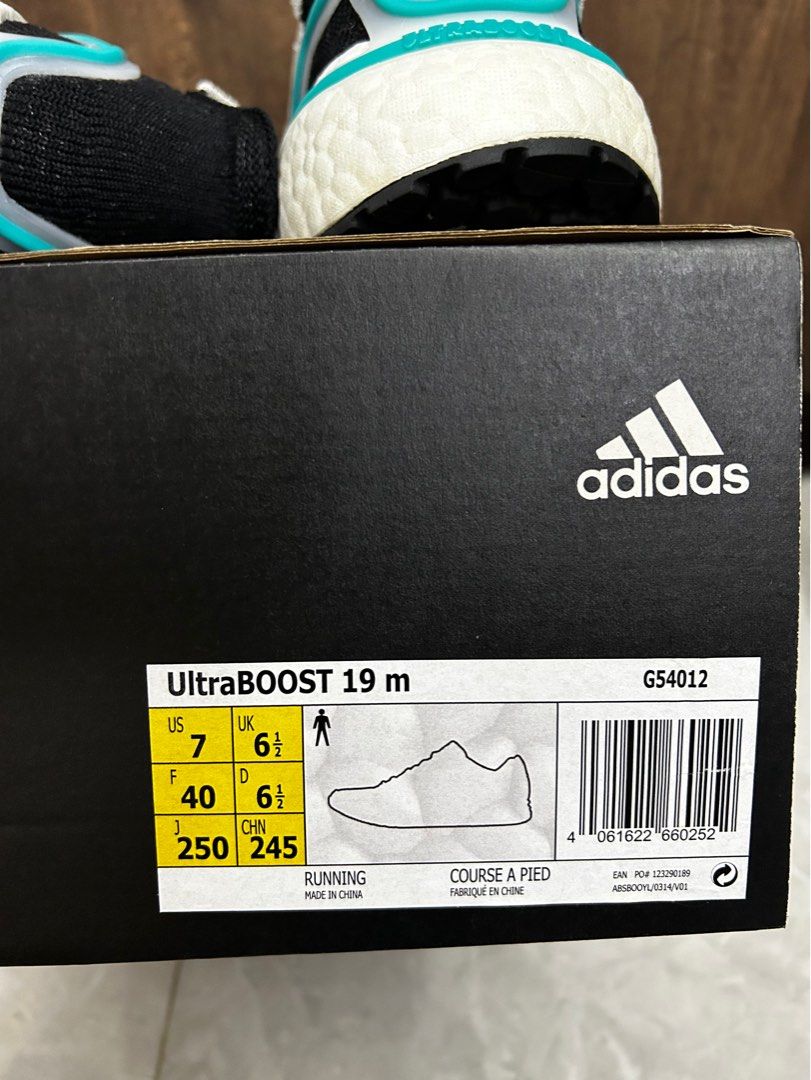 ULTRABOOST
adidas
UltraBOOST 19 m G54012
US 7 UK 6½
F 40 D 6½
J 250 CHN 245
4 061622 660252
RUNNING COURSE A PIED
MADE IN CHINA FABRIQUÉ EN CHINE
EAN PO# 123290189
ABSBOOYL/0314/V01